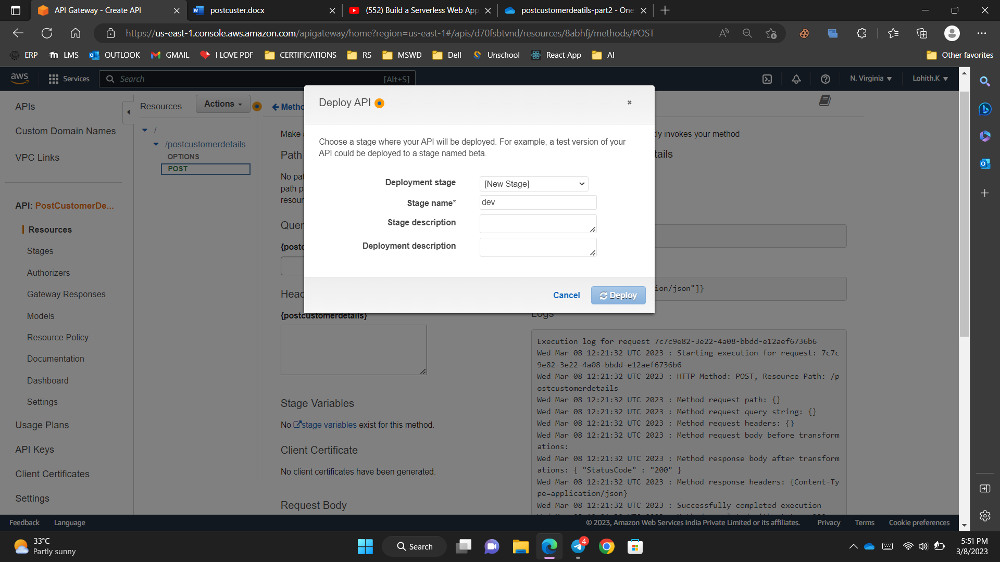 API Gateway - Create API
postcuster.docx
(552) Build a Serverless Web App
postcustomerdeatils-part2 - One
https://us-east-1.console.aws.amazon.com/apigateway/home?region=us-east-1#/apis/d70fsbtvnd/resources/8abhfj/methods/POST
ERP
LMS
OUTLOOK
GMAIL
I LOVE PDF
CERTIFICATIONS
RS
MSWD
Dell
Unschool
React App
AI
Other favorites
aws
Services
Search
[Alt+S]
N. Virginia
Lohith.K
APIs
Custom Domain Names
VPC Links
API: PostCustomerDe...
Resources
Stages
Authorizers
Gateway Responses
Models
Resource Policy
Documentation
Dashboard
Settings
Usage Plans
API Keys
Client Certificates
Settings
Resources
Actions
/
/postcustomerdetails
OPTIONS
POST
Metho
Make
tly invokes your method
Path
tails
No pat
path p
resour
Quer
{postc
Head
ion/json"]}
{postcustomerdetails}
Deploy API
×
Choose a stage where your API will be deployed. For example, a test version of your
API could be deployed to a stage named beta.
Deployment stage
[New Stage]
Stage name*
dev
Stage description
Deployment description
Cancel
Deploy
Stage Variables
No stage variables exist for this method.
Client Certificate
No client certificates have been generated.
Request Body
Logs
Execution log for request 7c7c9e82-3e22-4a08-bbdd-e12aef6736b6
Wed Mar 08 12:21:32 UTC 2023 : Starting execution for request: 7c7c
9e82-3e22-4a08-bbdd-e12aef6736b6
Wed Mar 08 12:21:32 UTC 2023 : HTTP Method: POST, Resource Path: /p
ostcustomerdetails
Wed Mar 08 12:21:32 UTC 2023 : Method request path: {}
Wed Mar 08 12:21:32 UTC 2023 : Method request query string: {}
Wed Mar 08 12:21:32 UTC 2023 : Method request headers: {}
Wed Mar 08 12:21:32 UTC 2023 : Method request body before transform
ations:
Wed Mar 08 12:21:32 UTC 2023 : Method response body after transform
ations: { "StatusCode" : "200" }
Wed Mar 08 12:21:32 UTC 2023 : Method response headers: {Content-Ty
pe=application/json}
Wed Mar 08 12:21:32 UTC 2023 : Successfully completed execution
Feedback
Language
© 2023, Amazon Web Services India Private Limited or its affiliates.
Privacy
Terms
Cookie preferences
33°C
Partly sunny
Search
4
5:51 PM
3/8/2023